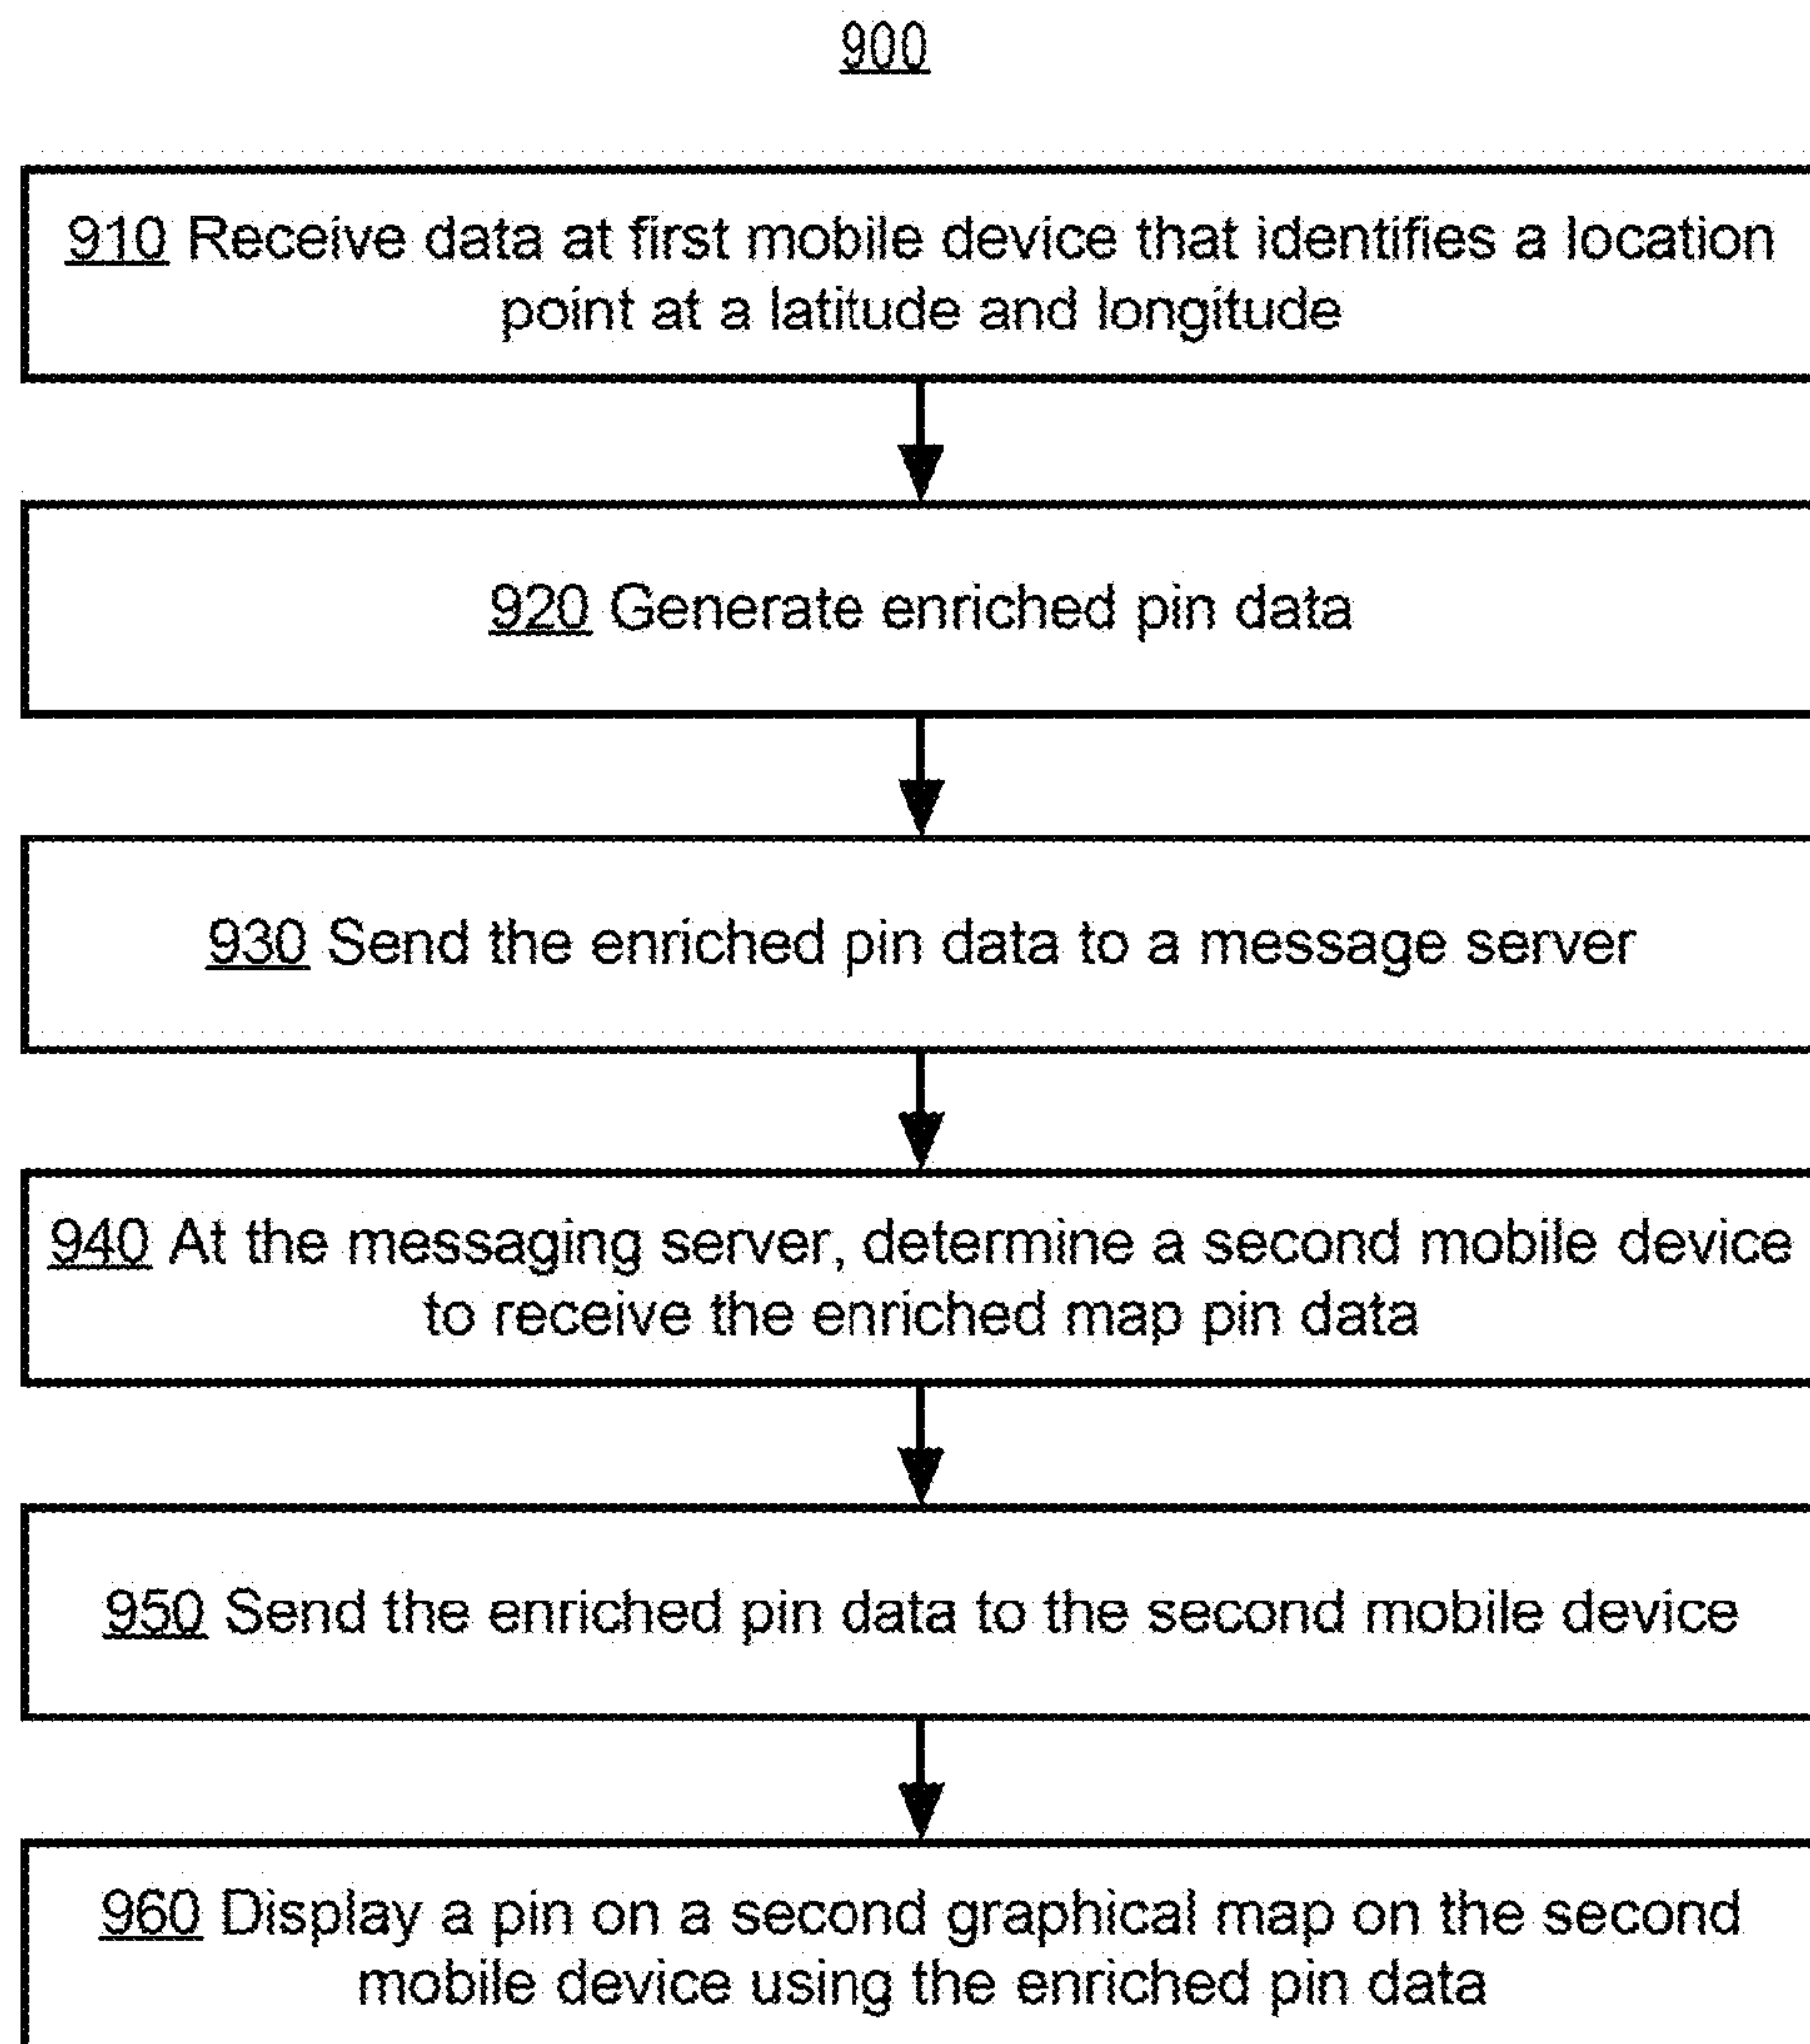 900
910 Receive data at first mobile device that identifies a location
point at a latitude and longitude
920 Generate enriched pin data
930 Send the enriched pin data to a message server
940 At the messaging server, determine a second mobile device
to receive the enriched map pin data
950 Send the enriched pin data to the second mobile device
960 Display a pin on a second graphical map on the second
mobile device using the enriched pin data